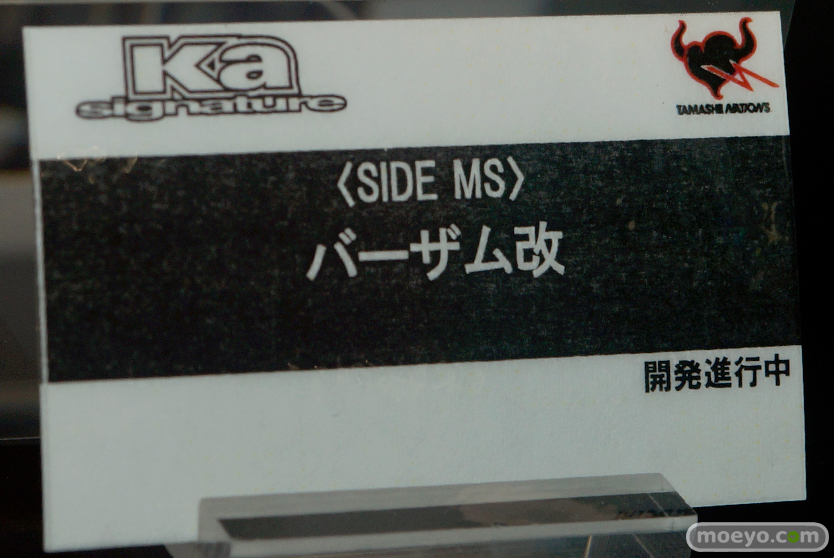 Ka
signature
TAMASHII NATIONS
〈SIDE MS〉
バーザム改
開発進行中
moeyo.com